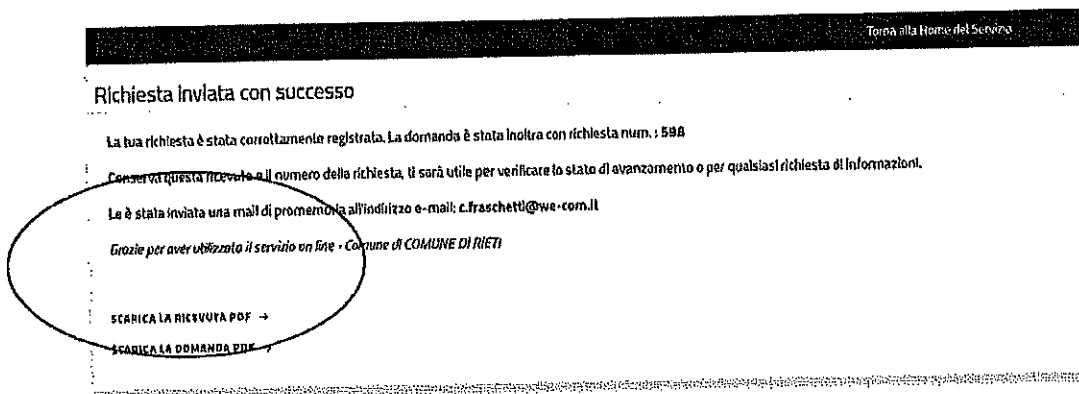 Torna alla Home del Servizio
Richiesta inviata con successo
La tua richiesta è stata correttamente registrata. La domanda è stata inoltra con richiesta num. : 598
Conserva questa ricevuta e il numero della richiesta, ti sarà utile per verificare lo stato di avanzamento o per qualsiasi richiesta di informazioni.
Le è stata inviata una mail di promemoria all'indirizzo e-mail: c.fraschetti@we-com.it
Grazie per aver utilizzato il servizio on line - Comune di COMUNE DI RIETI
SCARICA LA RICEVUTA PDF →
SCARICA LA DOMANDA PDF →